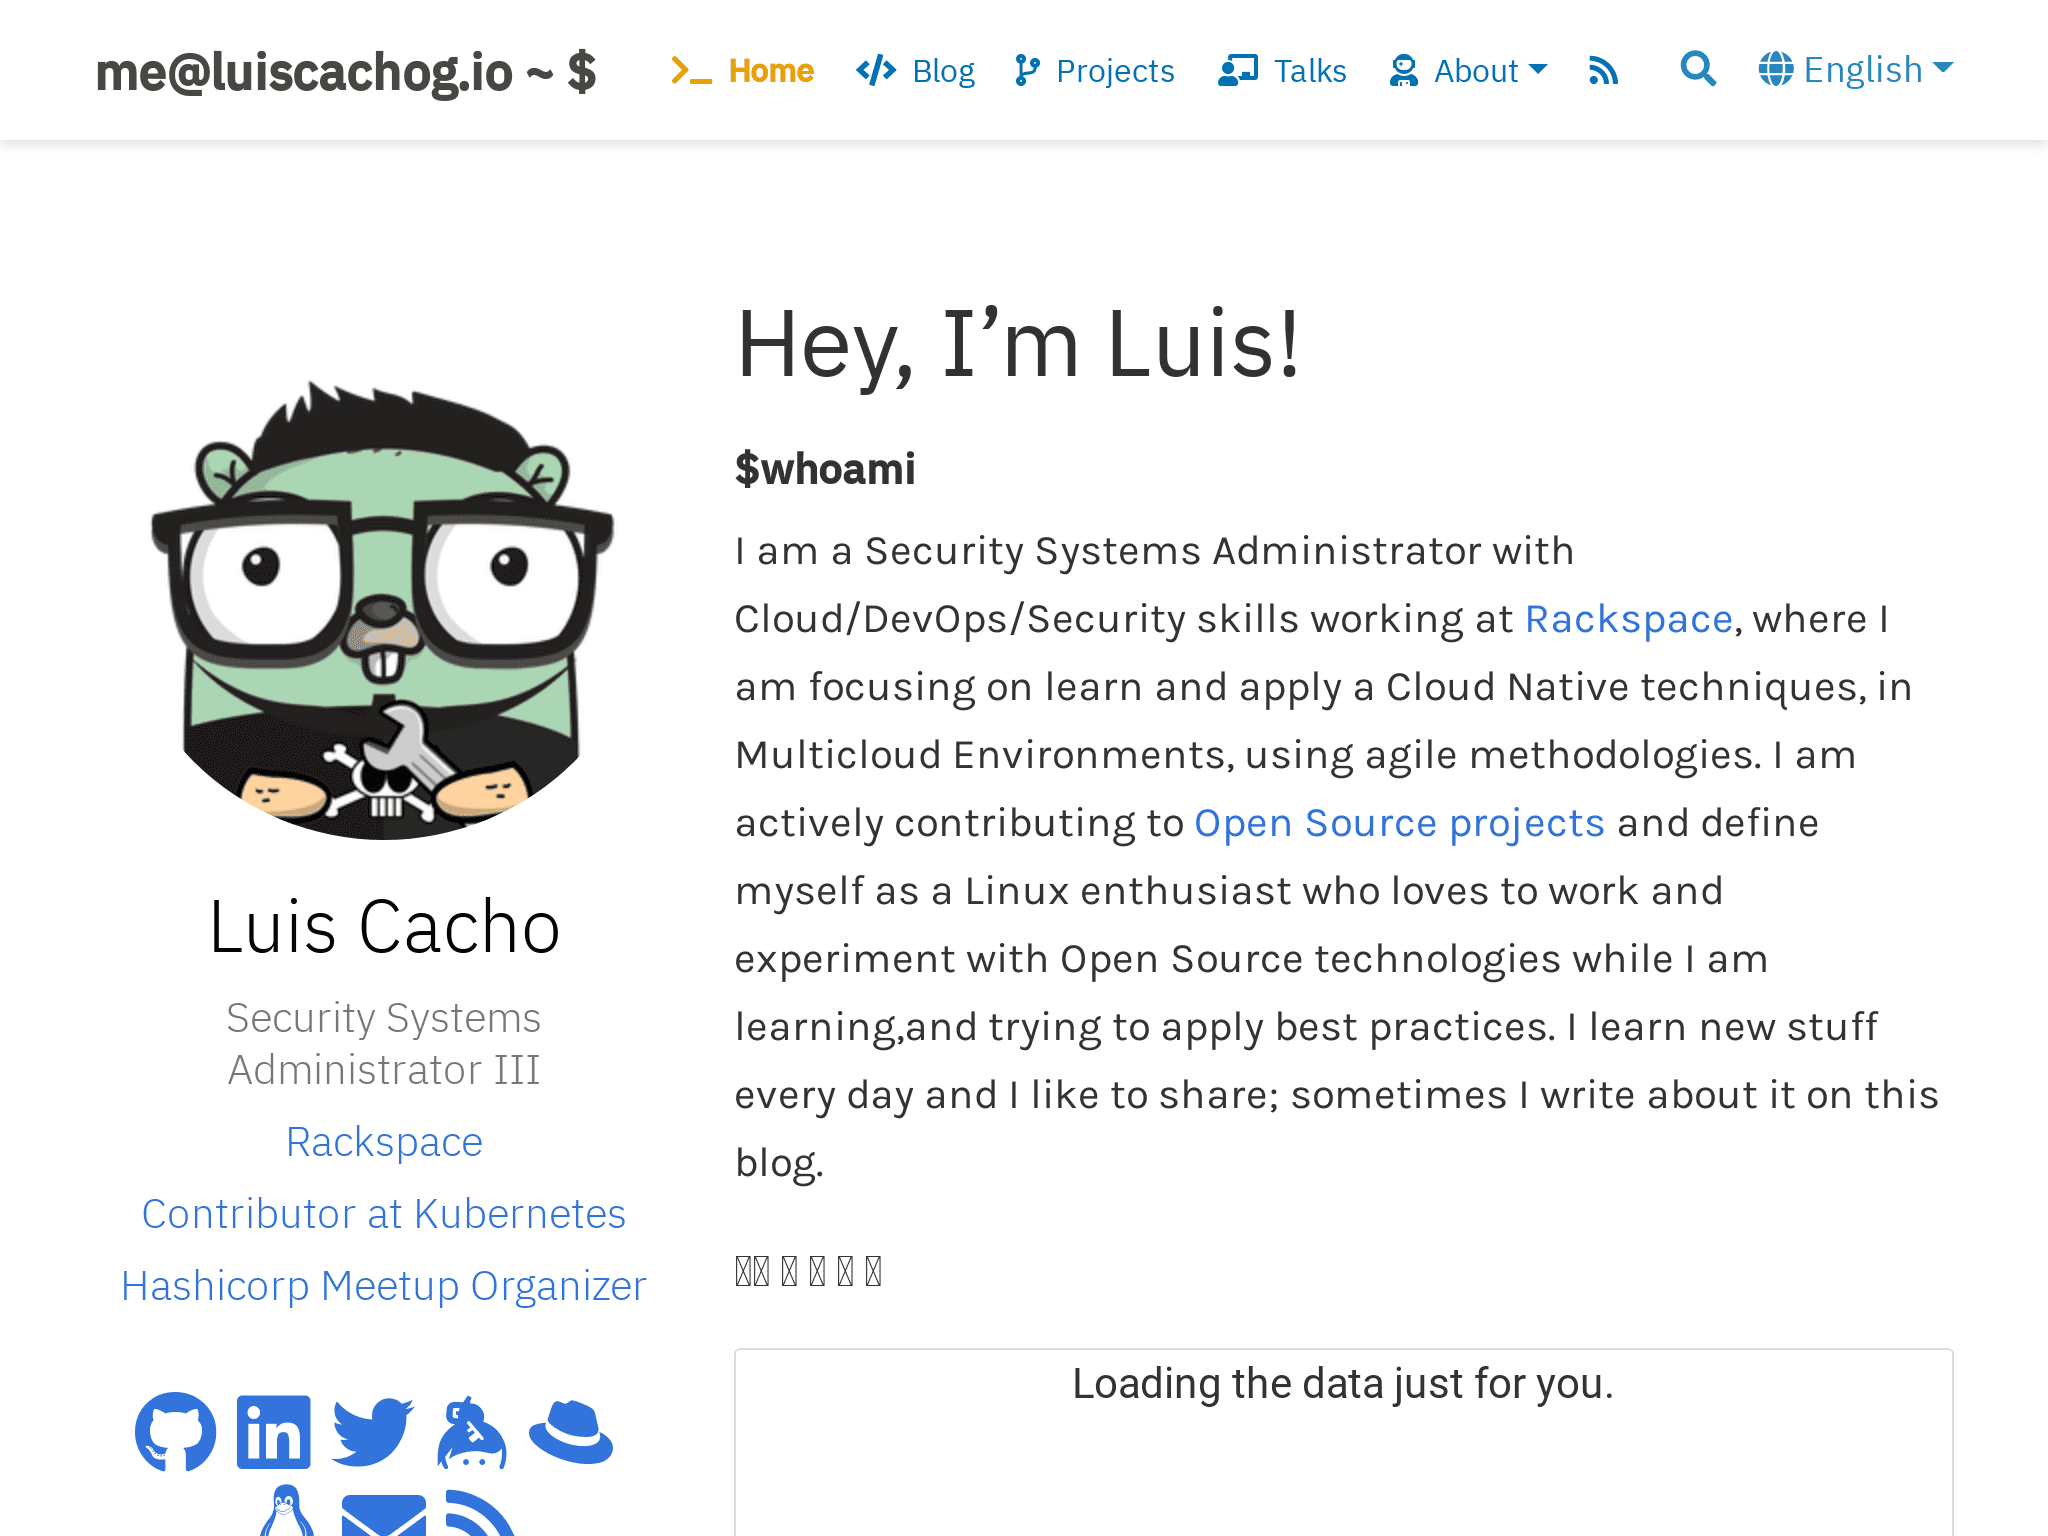 me@luiscachog.io ~ $
Home
Blog
Projects
Talks
About
English
Hey, I’m Luis!
$whoami
I am a Security Systems Administrator with
Cloud/DevOps/Security skills working at Rackspace, where I
am focusing on learn and apply a Cloud Native techniques, in
Multicloud Environments, using agile methodologies. I am
actively contributing to Open Source projects and define
myself as a Linux enthusiast who loves to work and
experiment with Open Source technologies while I am
learning,and trying to apply best practices. I learn new stuff
every day and I like to share; sometimes I write about it on this
blog.
Loading the data just for you.
Luis Cacho
Security Systems
Administrator III
Rackspace
Contributor at Kubernetes
Hashicorp Meetup Organizer